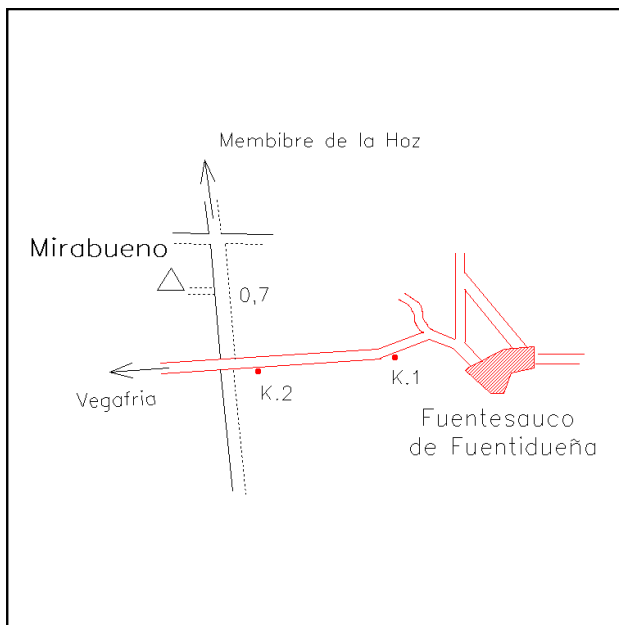 Membibre de la Hoz
Mirabueno
0,7
Vegafria
K.2
K.1
Fuentesauco
de Fuentidueña